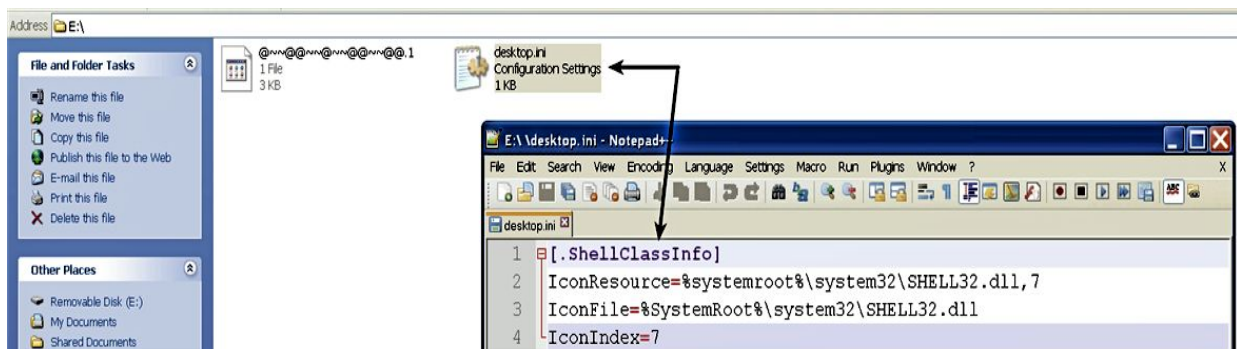 Address E:\
File and Folder Tasks
Rename this file
Move this file
Copy this file
Publish this file to the Web
E-mail this file
Print this file
Delete this file
Other Places
Removable Disk (E:)
My Documents
Shared Documents
@~~@@~~@~~@@~~@@.1
1 File
3 KB
desktop.ini
Configuration Settings
1 KB
E:\ \desktop.ini - Notepad+
File Edit Search View Encoding Language Settings Macro Run Plugins Window ? X
ABC
desktop.ini
1 [.ShellClassInfo]
2 IconResource=%systemroot%\system32\SHELL32.dll,7
3 IconFile=%SystemRoot%\system32\SHELL32.dll
4 IconIndex=7